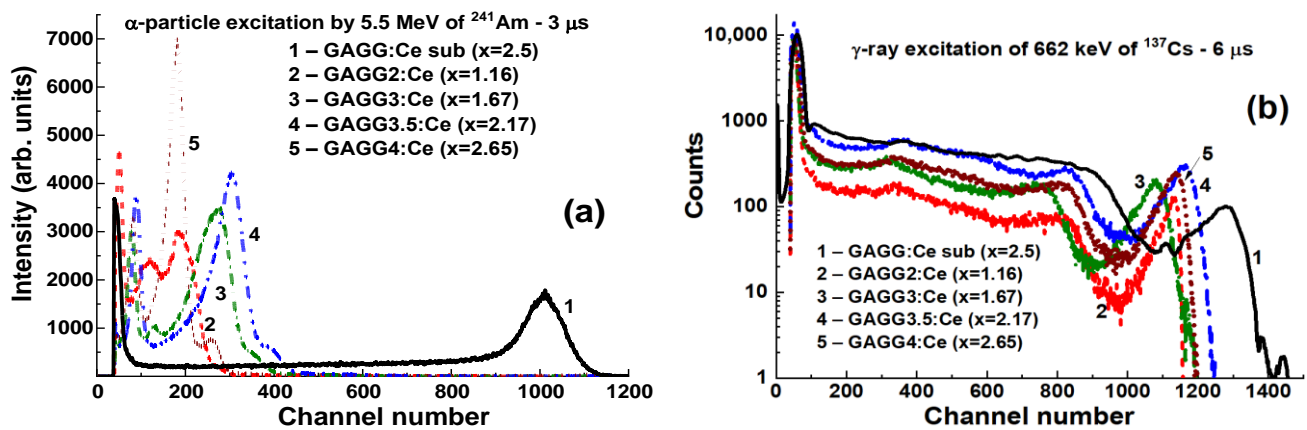 α-particle excitation by 5.5 MeV of ²⁴¹Am - 3 μs
1 – GAGG:Ce sub (x=2.5)
2 – GAGG2:Ce (x=1.16)
3 – GAGG3:Ce (x=1.67)
4 – GAGG3.5:Ce (x=2.17)
5 – GAGG4:Ce (x=2.65)
(a)
Intensity (arb. units)
7000
6000
5000
4000
3000
2000
1000
5
4
3
2
1
0 200 400 600 800 1000 1200
Channel number
γ-ray excitation of 662 keV of ¹³⁷Cs - 6 μs
(b)
Counts
10,000
1000
100
10
1
5
3
4
1
2
1 – GAGG:Ce sub (x=2.5)
2 – GAGG2:Ce (x=1.16)
3 – GAGG3:Ce (x=1.67)
4 – GAGG3.5:Ce (x=2.17)
5 – GAGG4:Ce (x=2.65)
0 200 400 600 800 1000 1200 1400
Channel number